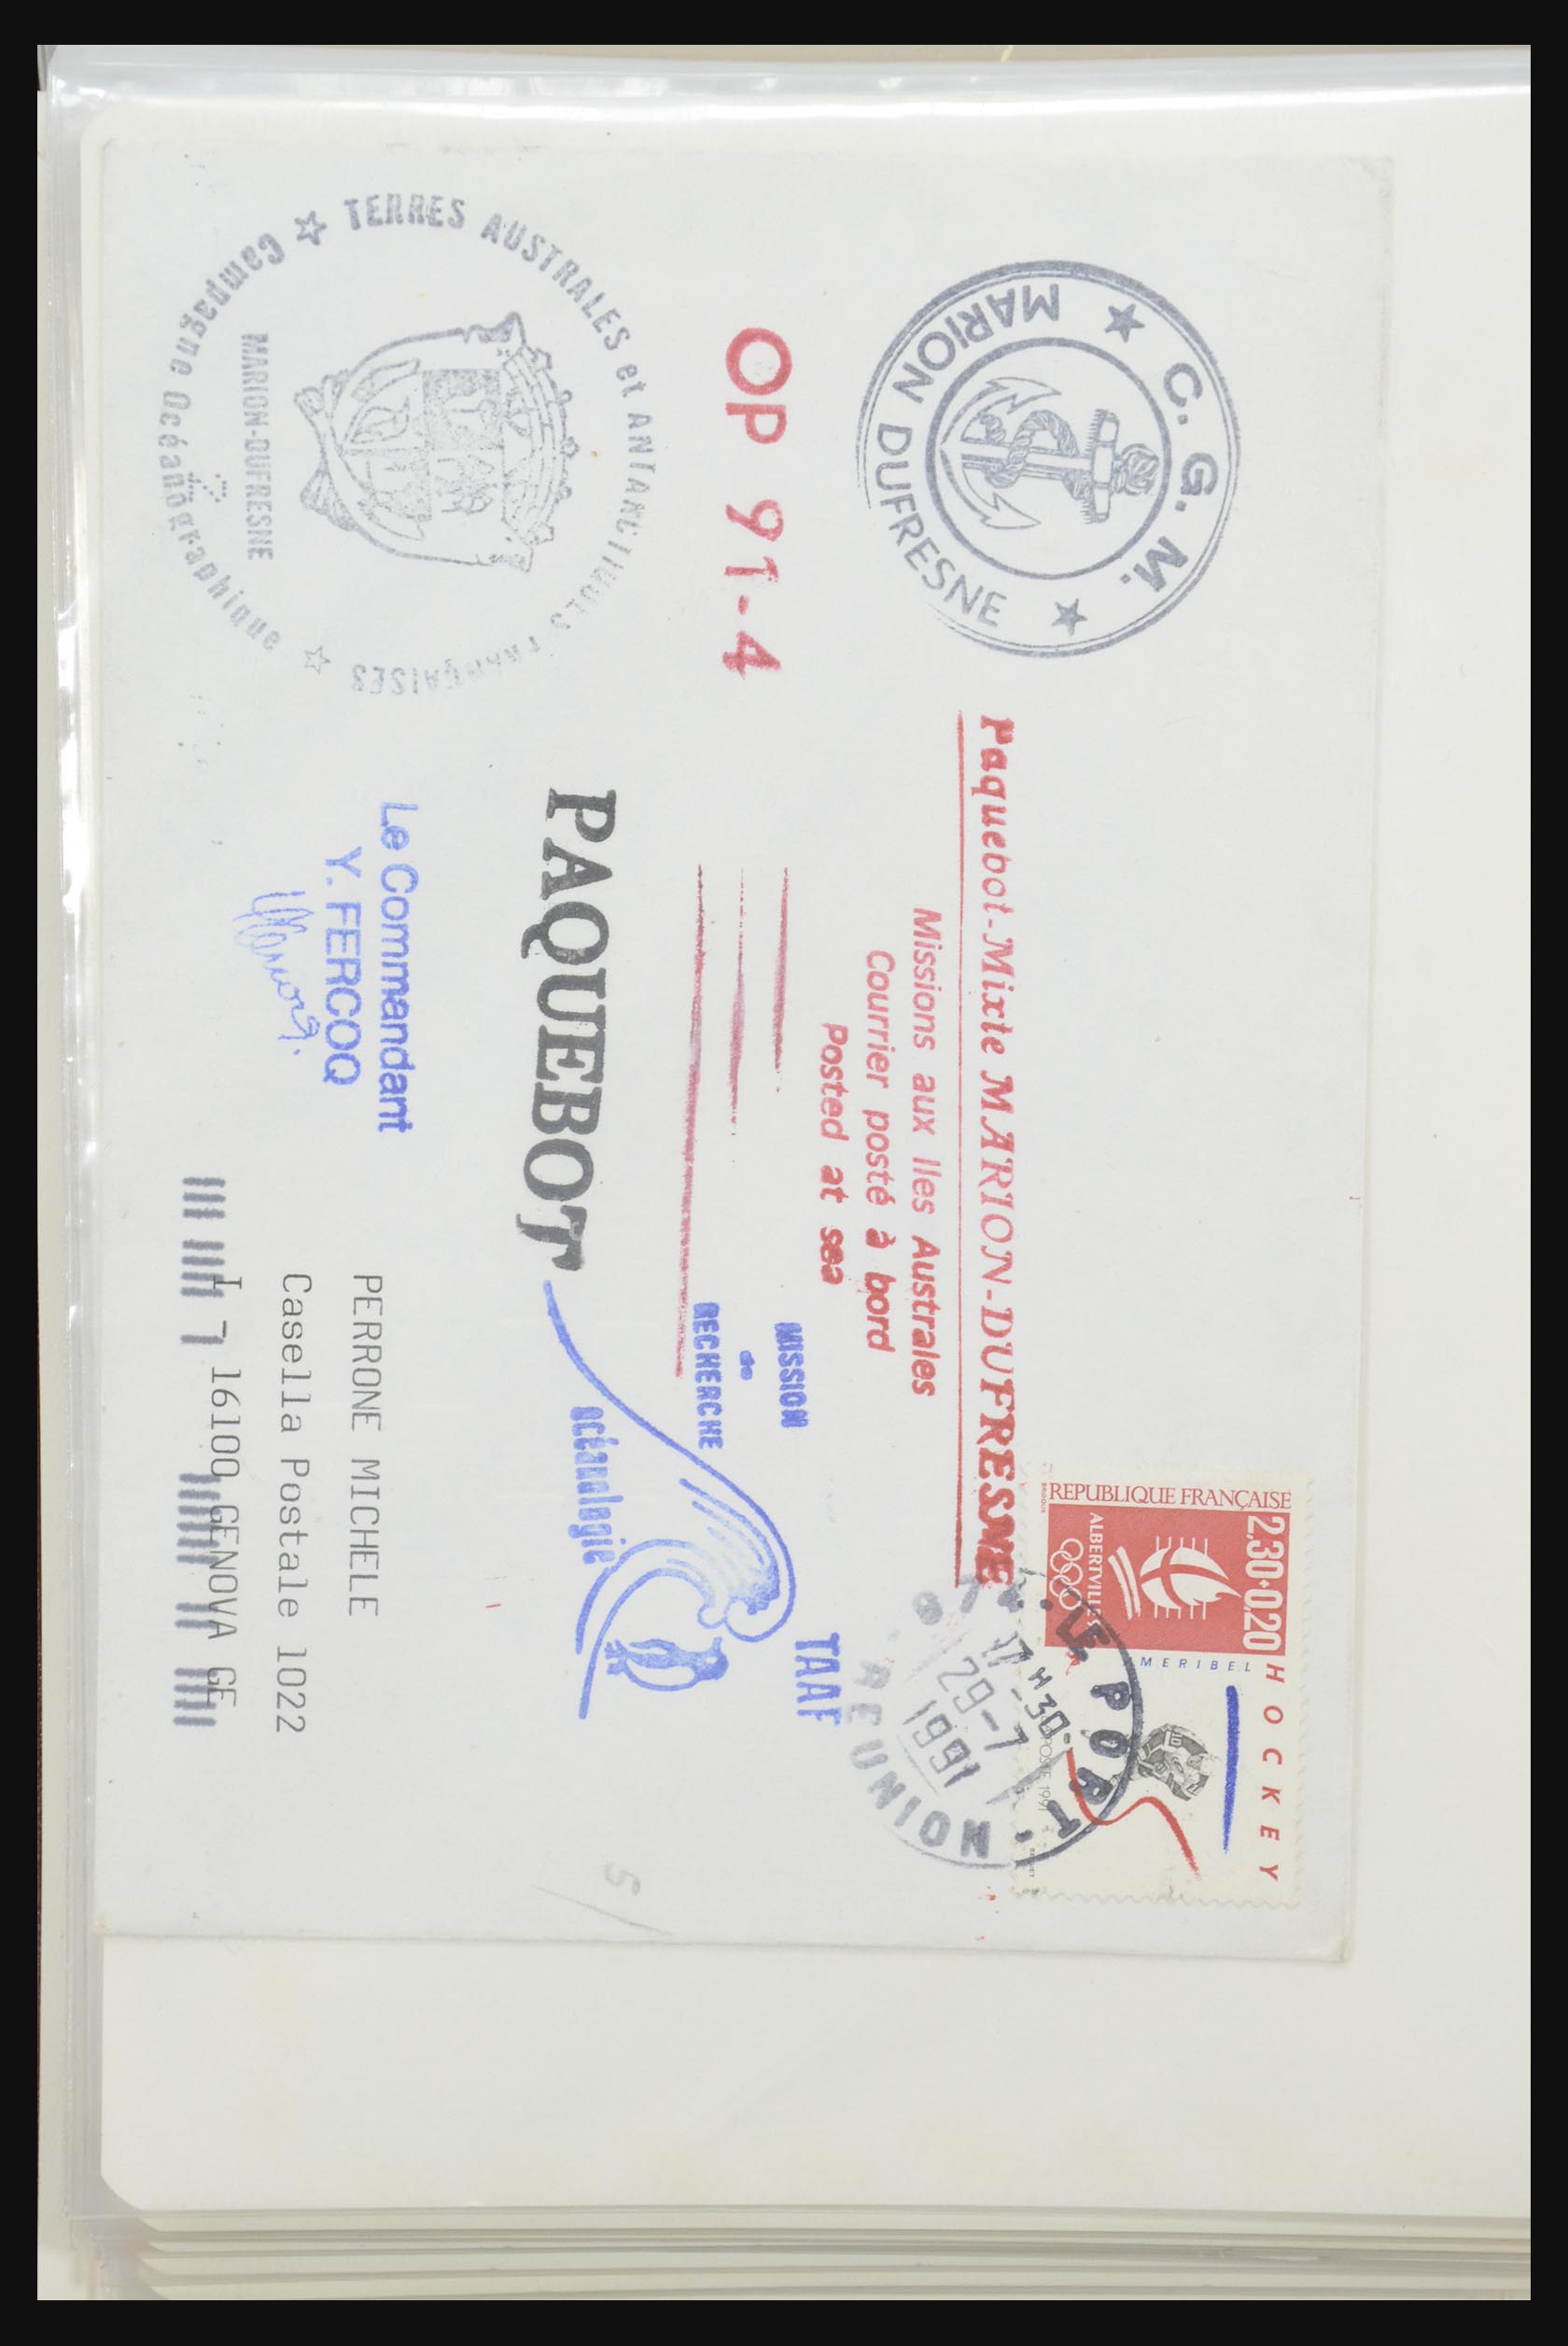 C. G. M.
MARION DUFRESNE
REPUBLIQUE FRANÇAISE
2,30+0,20
ALBERTVILLE
MERIBEL
HOCKEY
LE PORT
17 H 30
29-7
1991
REUNION
Paquebot-Mixte MARION-DUFRESNE
Missions aux Iles Australes
Courrier posté à bord
Posted at sea
OP 91-4
MISSION
de
RECHERCHE
océanologie
TAAF
PAQUEBOT
TERRES AUSTRALES et ANTARCTIQUES FRANÇAISES
MARION-DUFRESNE
Campagne Océanographique
Le Commandant
Y. FERCOQ
PERRONE MICHELE
Casella Postale 1022
I 16100 GENOVA GE
5